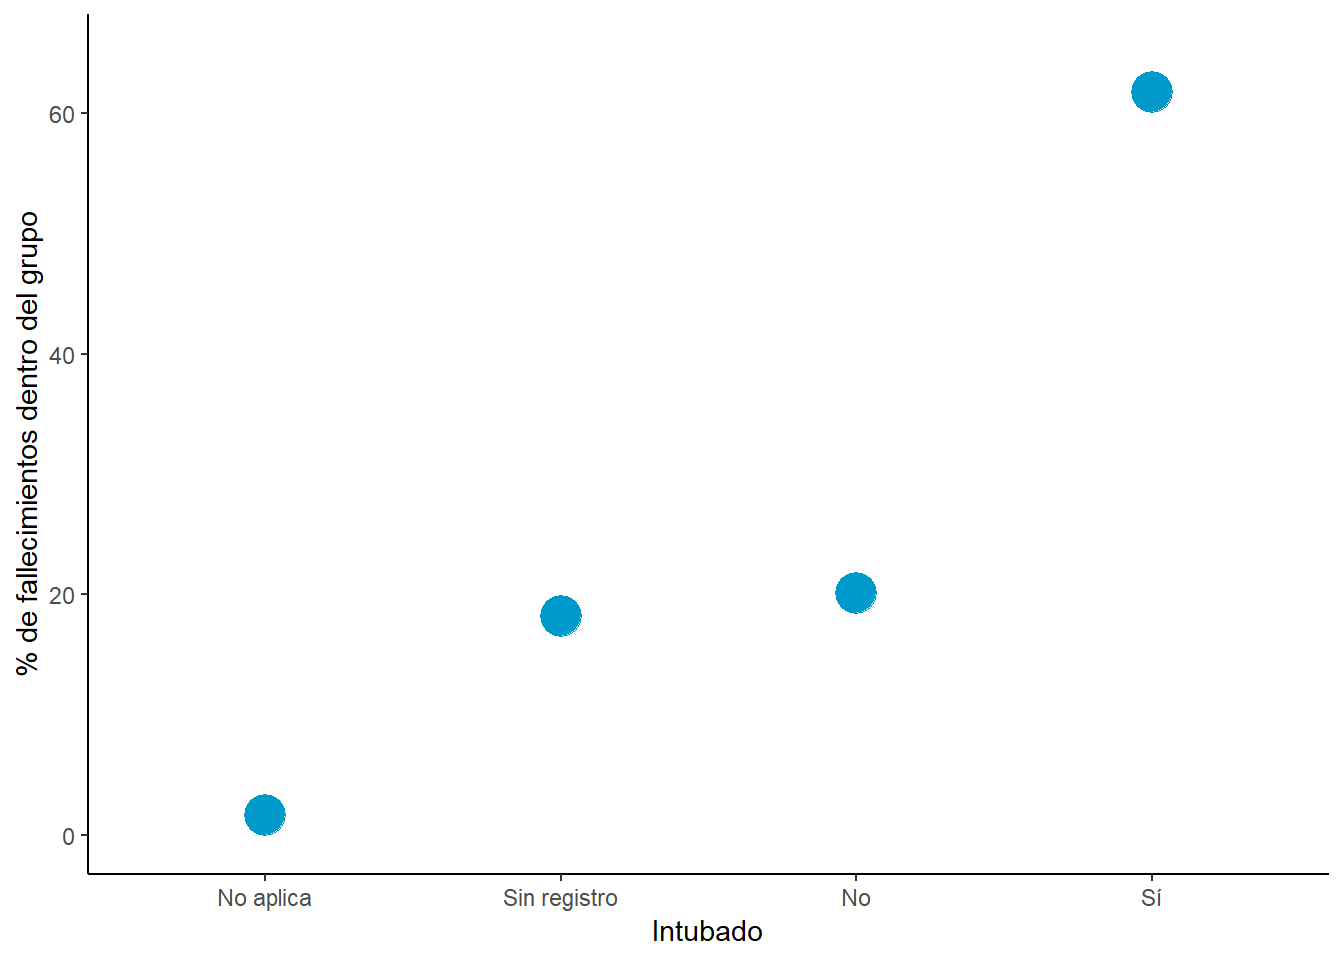 % de fallecimientos dentro del grupo
60
40
20
0
No aplica
Sin registro
No
Sí
Intubado